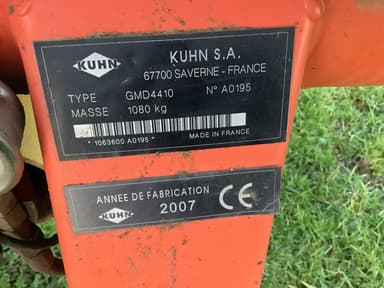 KUHN KUHN S.A.
67700 SAVERNE - FRANCE
TYPE GMD4410 N° A0195
MASSE 1080 kg
* 1063600 A0195 * MADE IN FRANCE
ANNEE DE FABRICATION
KUHN 2007 CE